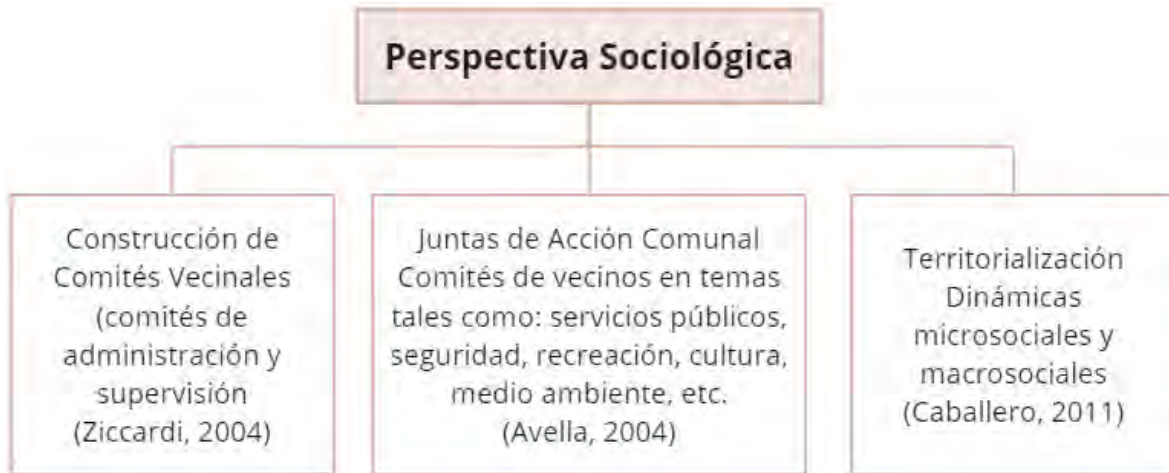 Perspectiva Sociológica
Construcción de
Comités Vecinales
(comités de
administración y
supervisión
(Ziccardi, 2004)
Juntas de Acción Comunal
Comités de vecinos en temas
tales como: servicios públicos,
seguridad, recreación, cultura,
medio ambiente, etc.
(Avella, 2004)
Territorialización
Dinámicas
microsociales y
macrosociales
(Caballero, 2011)